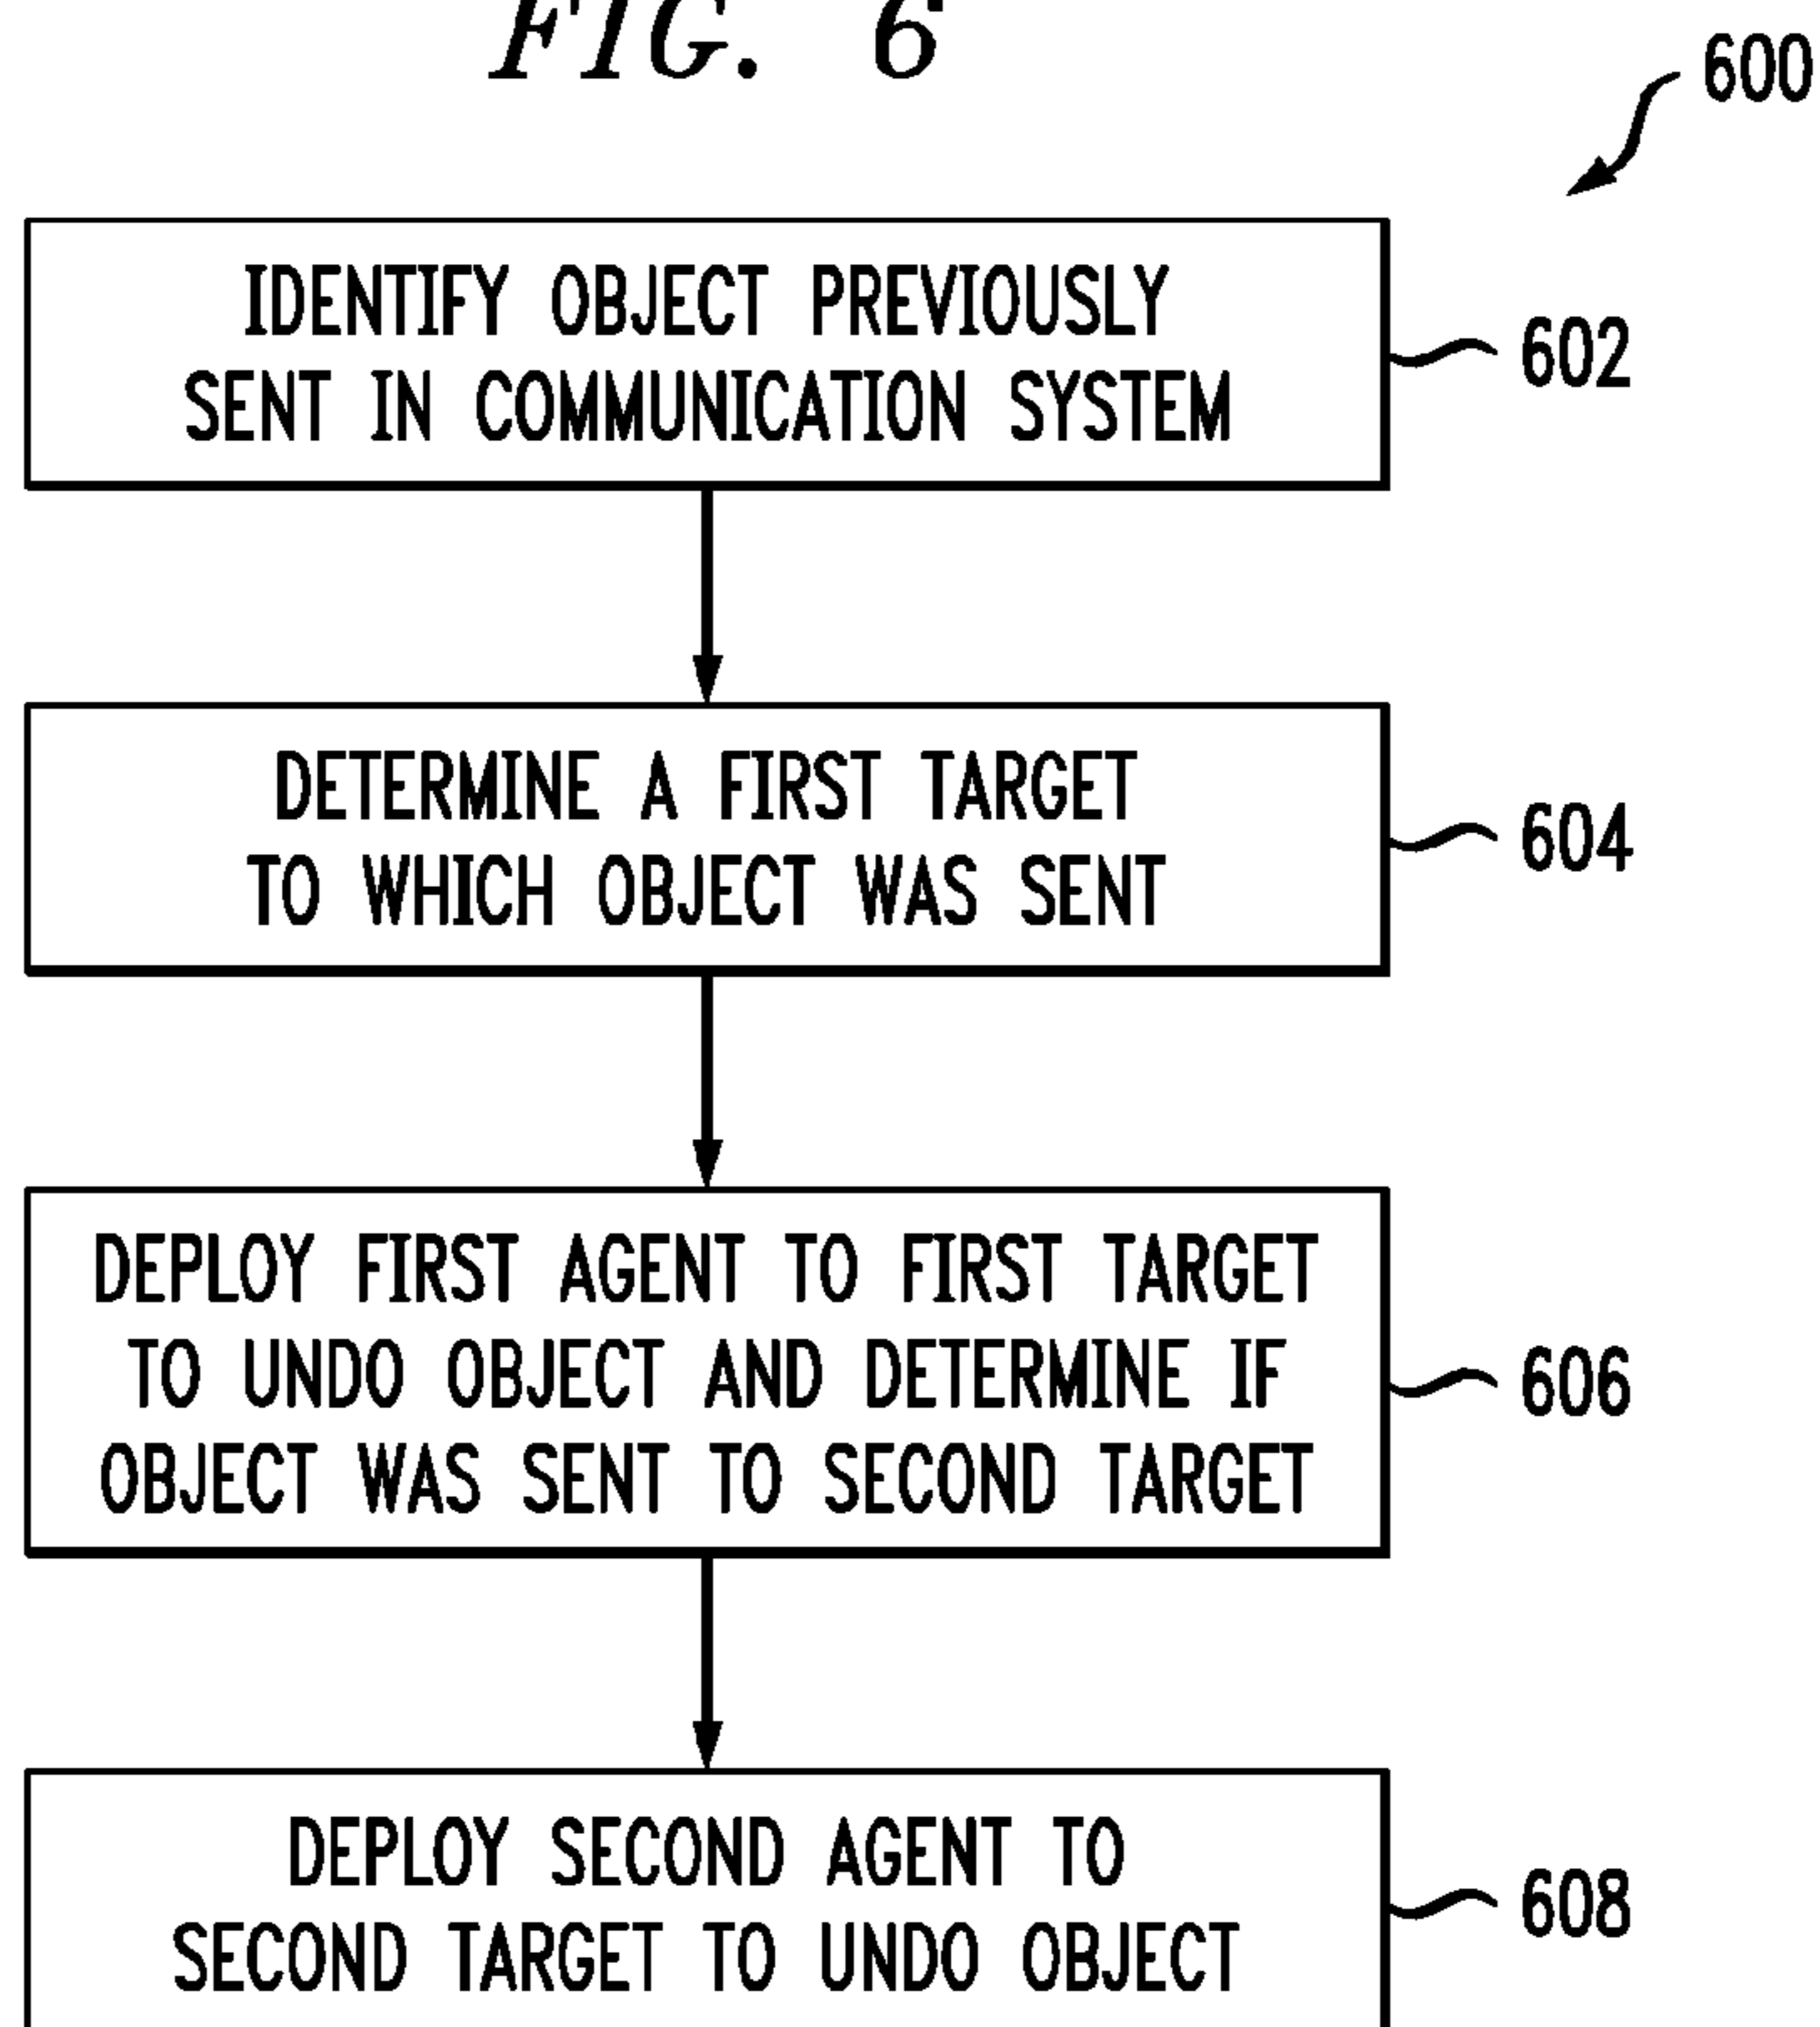 FIG. 6
600
IDENTIFY OBJECT PREVIOUSLY
SENT IN COMMUNICATION SYSTEM
602
DETERMINE A FIRST TARGET
TO WHICH OBJECT WAS SENT
604
DEPLOY FIRST AGENT TO FIRST TARGET
TO UNDO OBJECT AND DETERMINE IF
OBJECT WAS SENT TO SECOND TARGET
606
DEPLOY SECOND AGENT TO
SECOND TARGET TO UNDO OBJECT
608